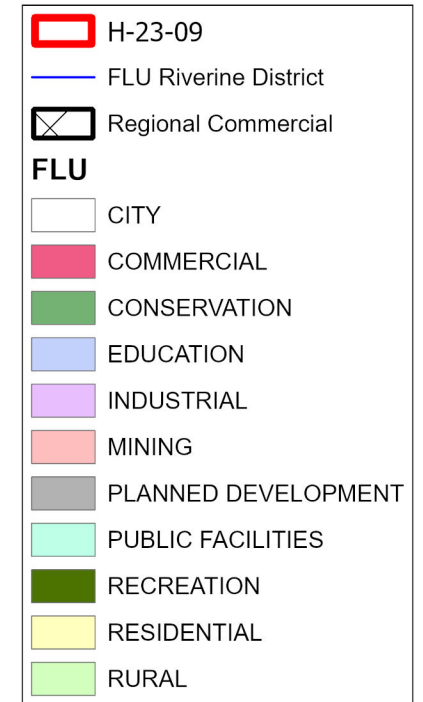 H-23-09
FLU Riverine District
Regional Commercial
FLU
CITY
COMMERCIAL
CONSERVATION
EDUCATION
INDUSTRIAL
MINING
PLANNED DEVELOPMENT
PUBLIC FACILITIES
RECREATION
RESIDENTIAL
RURAL